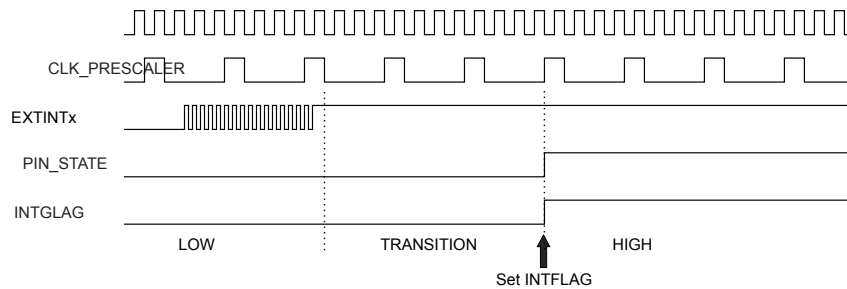 CLK_PRESCALER
EXTINTx
PIN_STATE
INTGLAG
LOW TRANSITION HIGH
Set INTFLAG